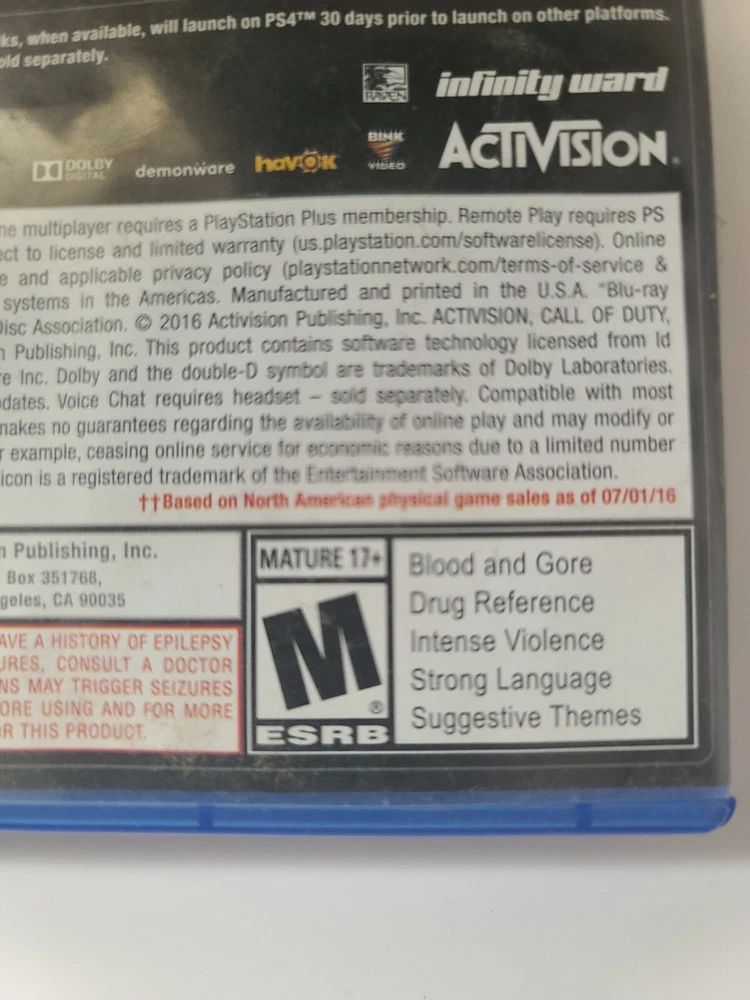 ks, when available, will launch on PS4™ 30 days prior to launch on other platforms.
old separately.
RAVEN
infinity ward
DOLBY
DIGITAL
demonware
havok
BINK
VIDEO
ACTIVISION.
ne multiplayer requires a PlayStation Plus membership. Remote Play requires PS
ect to license and limited warranty (us.playstation.com/softwarelicense). Online
e and applicable privacy policy (playstationnetwork.com/terms-of-service &
systems in the Americas. Manufactured and printed in the U.S.A. "Blu-ray
Disc Association. © 2016 Activision Publishing, Inc. ACTIVISION, CALL OF DUTY,
n Publishing, Inc. This product contains software technology licensed from Id
re Inc. Dolby and the double-D symbol are trademarks of Dolby Laboratories.
dates. Voice Chat requires headset – sold separately. Compatible with most
makes no guarantees regarding the availability of online play and may modify or
r example, ceasing online service for economic reasons due to a limited number
icon is a registered trademark of the Entertainment Software Association.
††Based on North American physical game sales as of 07/01/16
n Publishing, Inc.
Box 351768,
geles, CA 90035
AVE A HISTORY OF EPILEPSY
URES, CONSULT A DOCTOR
NS MAY TRIGGER SEIZURES
ORE USING AND FOR MORE
R THIS PRODUCT.
MATURE 17+
M
®
ESRB
Blood and Gore
Drug Reference
Intense Violence
Strong Language
Suggestive Themes